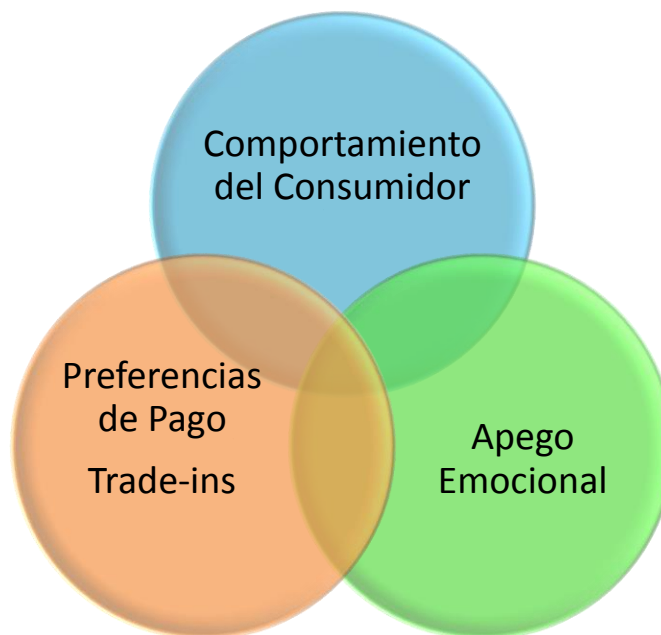 Comportamiento
del Consumidor
Preferencias
de Pago
Trade-ins
Apego
Emocional